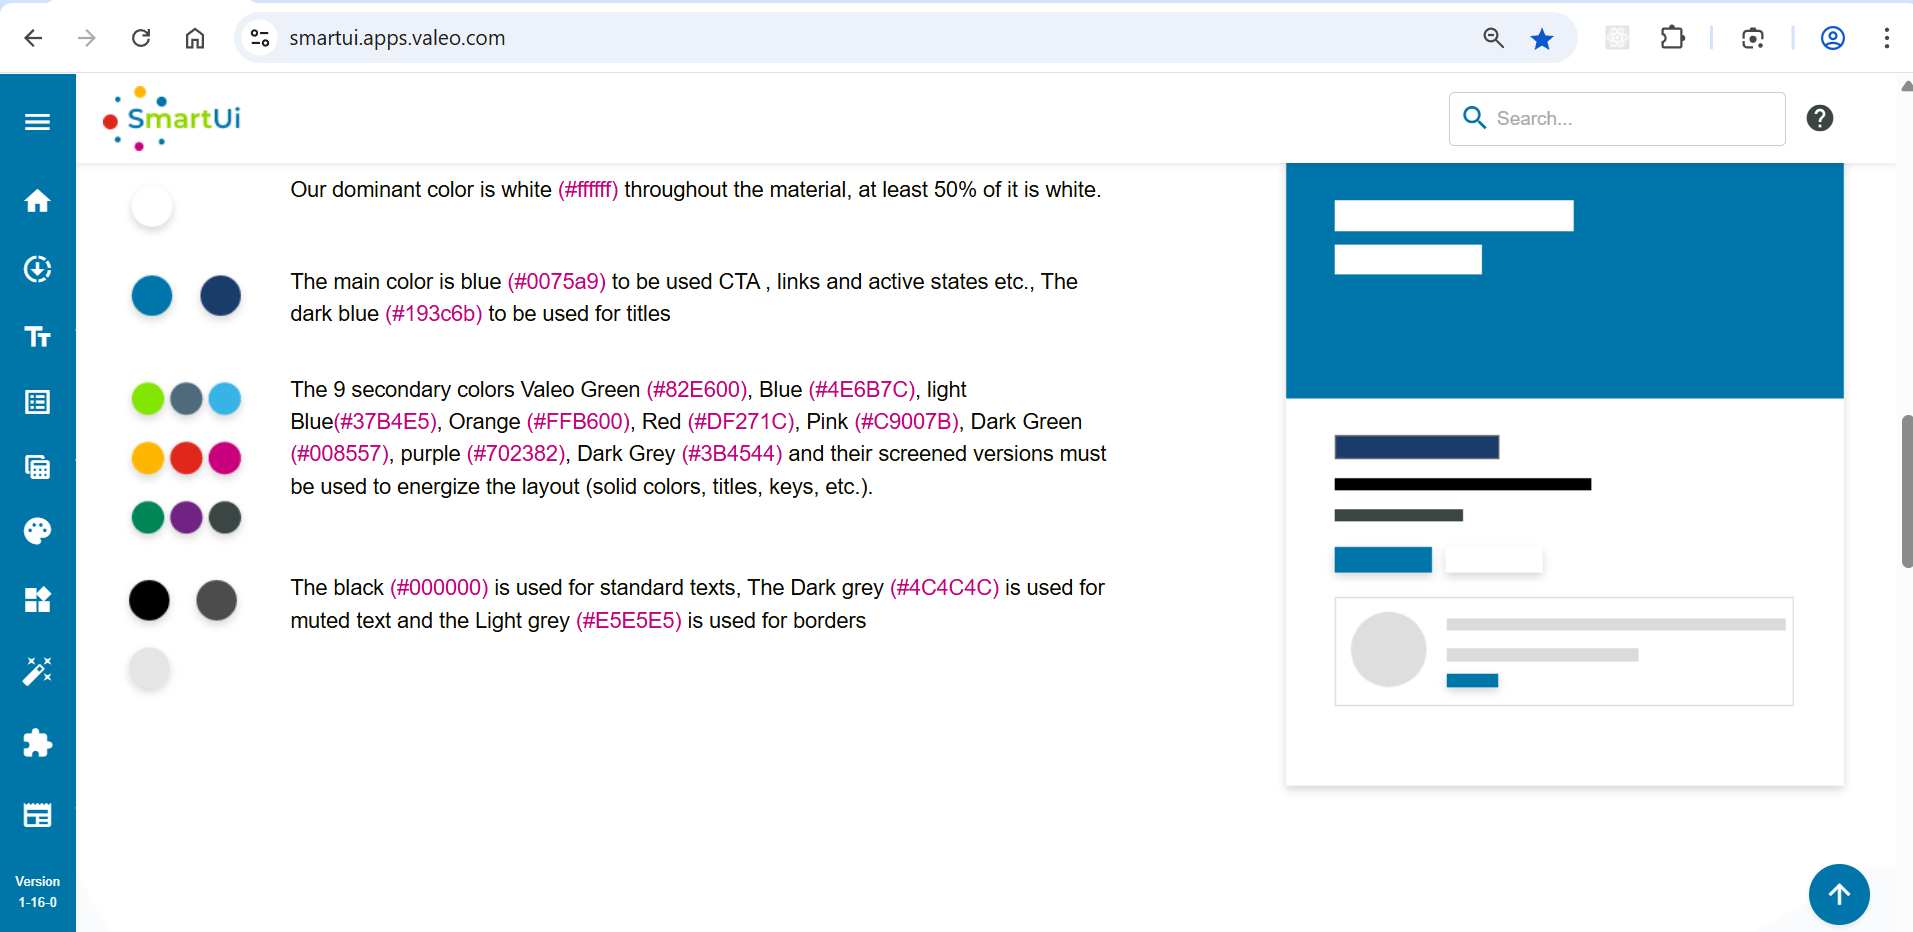 smartui.apps.valeo.com
SmartUi
Search...
Our dominant color is white (#ffffff) throughout the material, at least 50% of it is white.
The main color is blue (#0075a9) to be used CTA , links and active states etc., The
dark blue (#193c6b) to be used for titles
The 9 secondary colors Valeo Green (#82E600), Blue (#4E6B7C), light
Blue(#37B4E5), Orange (#FFB600), Red (#DF271C), Pink (#C9007B), Dark Green
(#008557), purple (#702382), Dark Grey (#3B4544) and their screened versions must
be used to energize the layout (solid colors, titles, keys, etc.).
The black (#000000) is used for standard texts, The Dark grey (#4C4C4C) is used for
muted text and the Light grey (#E5E5E5) is used for borders
Version
1-16-0